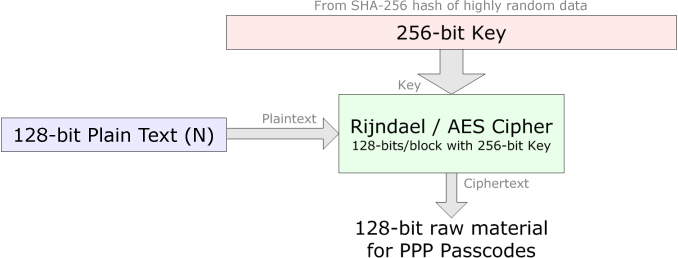 From SHA-256 hash of highly random data
256-bit Key
Key
Plaintext
128-bit Plain Text (N)
Rijndael / AES Cipher
128-bits/block with 256-bit Key
Ciphertext
128-bit raw material
for PPP Passcodes